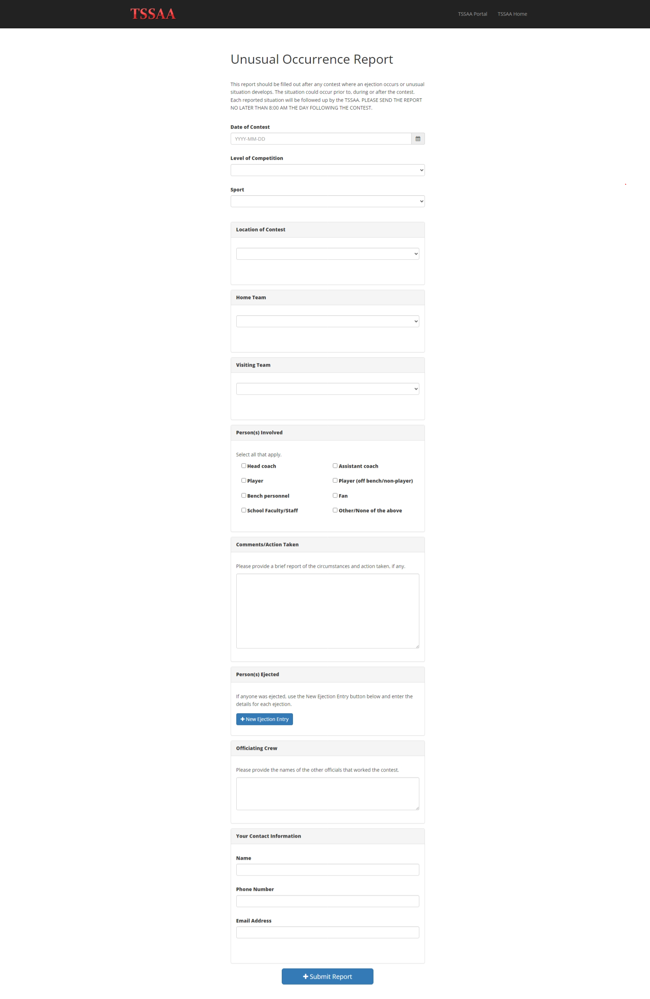 TSSAA
TSSAA Portal
TSSAA Home
Unusual Occurrence Report
This report should be filled out after any contest where an ejection occurs or unusual
situation develops. The situation could occur prior to, during or after the contest.
Each reported situation will be followed up by the TSSAA. PLEASE SEND THE REPORT
NO LATER THAN 8:00 AM THE DAY FOLLOWING THE CONTEST.
Date of Contest
YYYY-MM-DD
Level of Competition
Sport
Location of Contest
Home Team
Visiting Team
Person(s) Involved
Select all that apply.
Head coach
Assistant coach
Player
Player (off bench/non-player)
Bench personnel
Fan
School Faculty/Staff
Other/None of the above
Comments/Action Taken
Please provide a brief report of the circumstances and action taken, if any.
Person(s) Ejected
If anyone was ejected, use the New Ejection Entry button below and enter the
details for each ejection.
New Ejection Entry
Officiating Crew
Please provide the names of the other officials that worked the contest.
Your Contact Information
Name
Phone Number
Email Address
Submit Report